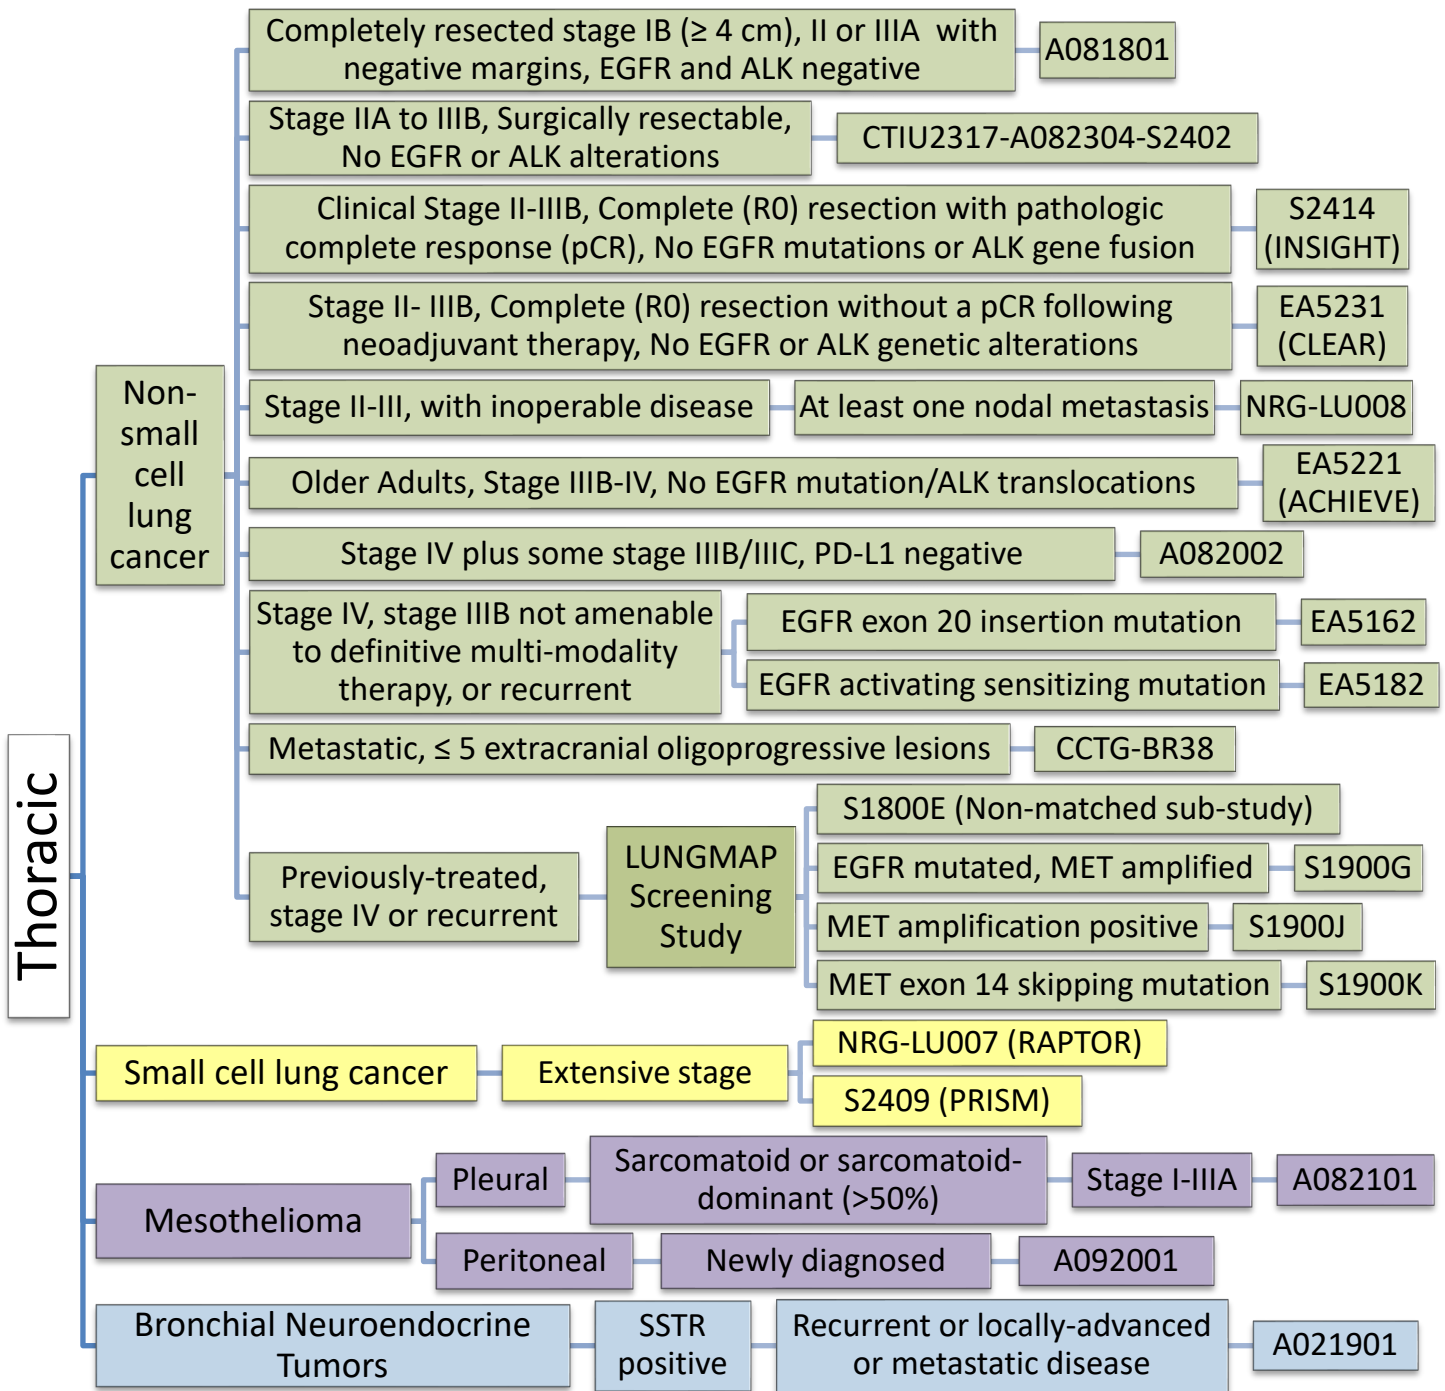 Thoracic
Non-
small
cell
lung
cancer
Completely resected stage IB (≥ 4 cm), II or IIIA with
negative margins, EGFR and ALK negative
A081801
Stage IIA to IIIB, Surgically resectable,
No EGFR or ALK alterations
CTIU2317-A082304-S2402
Clinical Stage II-IIIB, Complete (R0) resection with pathologic
complete response (pCR), No EGFR mutations or ALK gene fusion
S2414
(INSIGHT)
Stage II- IIIB, Complete (R0) resection without a pCR following
neoadjuvant therapy, No EGFR or ALK genetic alterations
EA5231
(CLEAR)
Stage II-III, with inoperable disease
At least one nodal metastasis
NRG-LU008
Older Adults, Stage IIIB-IV, No EGFR mutation/ALK translocations
EA5221
(ACHIEVE)
Stage IV plus some stage IIIB/IIIC, PD-L1 negative
A082002
Stage IV, stage IIIB not amenable
to definitive multi-modality
therapy, or recurrent
EGFR exon 20 insertion mutation
EA5162
EGFR activating sensitizing mutation
EA5182
Metastatic, ≤ 5 extracranial oligoprogressive lesions
CCTG-BR38
Previously-treated,
stage IV or recurrent
LUNGMAP
Screening
Study
S1800E (Non-matched sub-study)
EGFR mutated, MET amplified
S1900G
MET amplification positive
S1900J
MET exon 14 skipping mutation
S1900K
Small cell lung cancer
Extensive stage
NRG-LU007 (RAPTOR)
S2409 (PRISM)
Mesothelioma
Pleural
Sarcomatoid or sarcomatoid-
dominant (>50%)
Stage I-IIIA
A082101
Peritoneal
Newly diagnosed
A092001
Bronchial Neuroendocrine
Tumors
SSTR
positive
Recurrent or locally-advanced
or metastatic disease
A021901